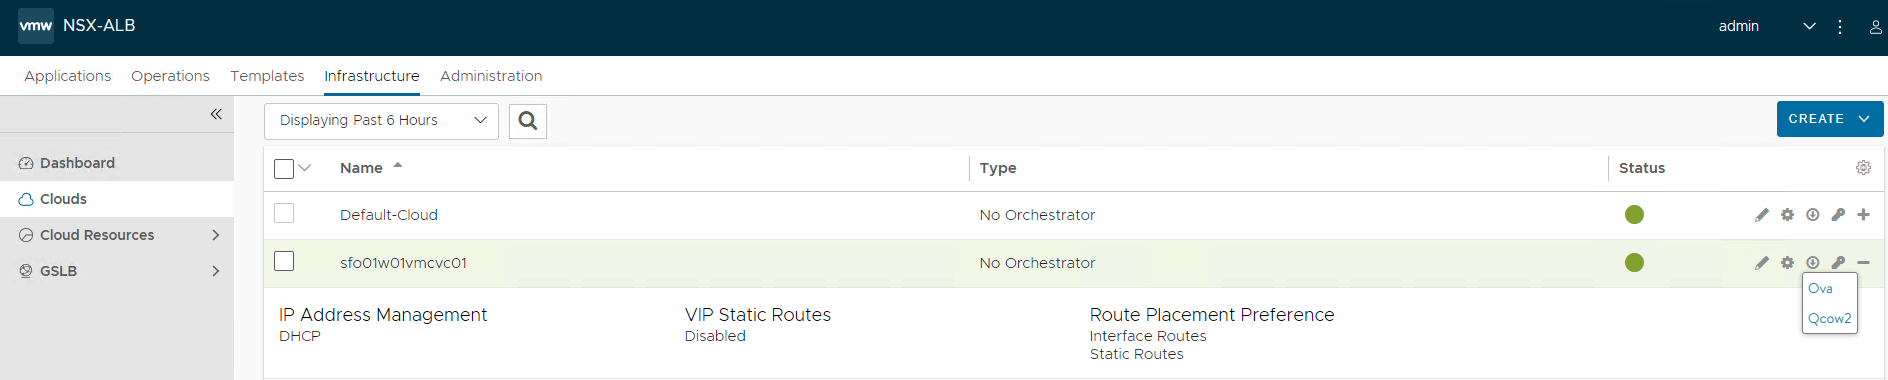 vmw NSX-ALB
admin
Applications Operations Templates Infrastructure Administration
Displaying Past 6 Hours
CREATE
Dashboard
Clouds
Cloud Resources
GSLB
Name Type Status
Default-Cloud No Orchestrator
sfo01w01vmcvc01 No Orchestrator
Ova
Qcow2
IP Address Management
DHCP
VIP Static Routes
Disabled
Route Placement Preference
Interface Routes
Static Routes